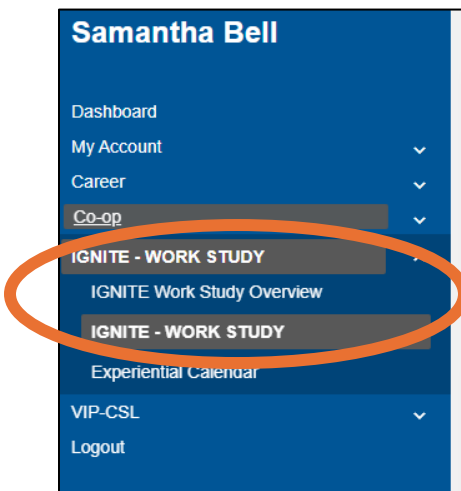 Samantha Bell
Dashboard
My Account
Career
Co-op
IGNITE - WORK STUDY
IGNITE Work Study Overview
IGNITE - WORK STUDY
Experiential Calendar
VIP-CSL
Logout